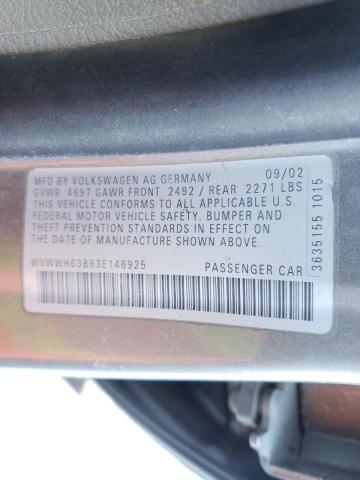 MFD BY VOLKSWAGEN AG GERMANY 09/02
GVWR 4697 GAWR FRONT 2492 / REAR 2271 LBS
THIS VEHICLE CONFORMS TO ALL APPLICABLE U.S.
FEDERAL MOTOR VEHICLE SAFETY, BUMPER AND
THEFT PREVENTION STANDARDS IN EFFECT ON THE
DATE OF MANUFACTURE SHOWN ABOVE.
WVWWH63B93E146925 PASSENGER CAR
3635155 1015